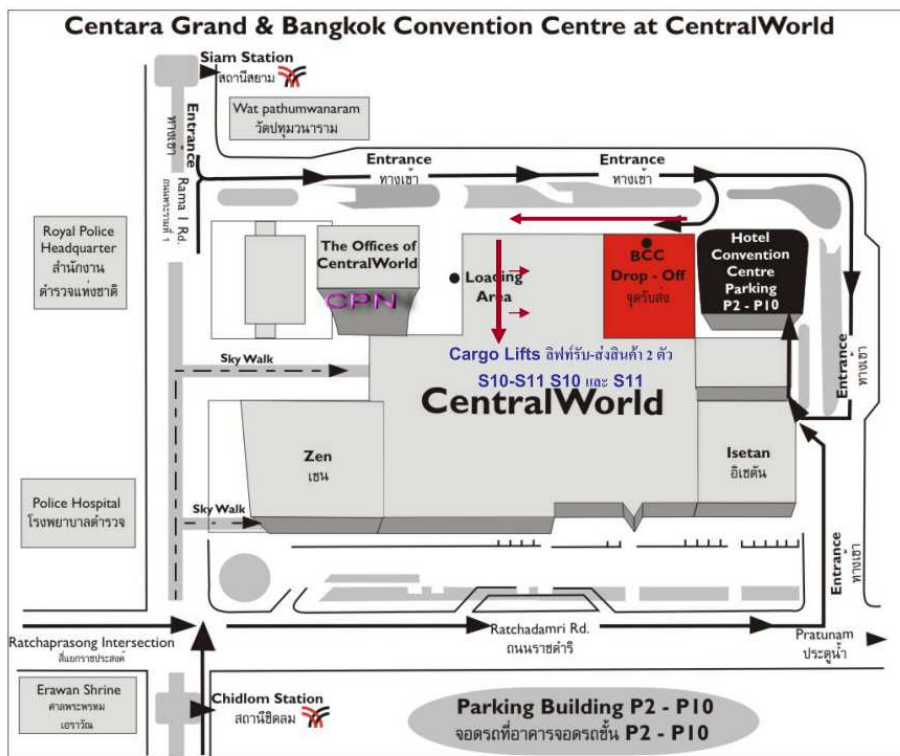 Centara Grand & Bangkok Convention Centre at CentralWorld
Siam Station
สถานีสยาม
Wat pathumwanaram
วัดปทุมวนาราม
Entrance
ทางเข้า
Rama I Rd.
ถนนพระรามที่ 1
Entrance
ทางเข้า
Entrance
ทางเข้า
Royal Police
Headquarter
สำนักงาน
ตำรวจแห่งชาติ
The Offices of
CentralWorld
CPN
Loading
Area
BCC
Drop - Off
จุดรับส่ง
Hotel
Convention
Centre
Parking
P2 - P10
Entrance
ทางเข้า
Sky Walk
Cargo Lifts ลิฟท์รับ-ส่งสินค้า 2 ตัว
S10-S11 S10 และ S11
CentralWorld
Zen
เซน
Isetan
อิเซตัน
Police Hospital
โรงพยาบาลตำรวจ
Sky Walk
Entrance
ทางเข้า
Ratchaprasong Intersection
สี่แยกราชประสงค์
Ratchadamri Rd.
ถนนราชดำริ
Pratunam
ประตูน้ำ
Erawan Shrine
ศาลพระพรหม
เอราวัณ
Chidlom Station
สถานีชิดลม
Parking Building P2 - P10
จอดรถที่อาคารจอดรถชั้น P2 - P10